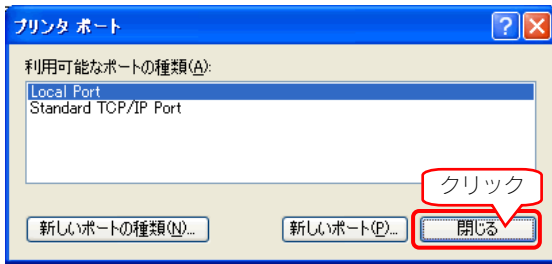 プリンタ ポート
利用可能なポートの種類(A):
Local Port
Standard TCP/IP Port
クリック
新しいポートの種類(N)... 新しいポート(P)... 閉じる